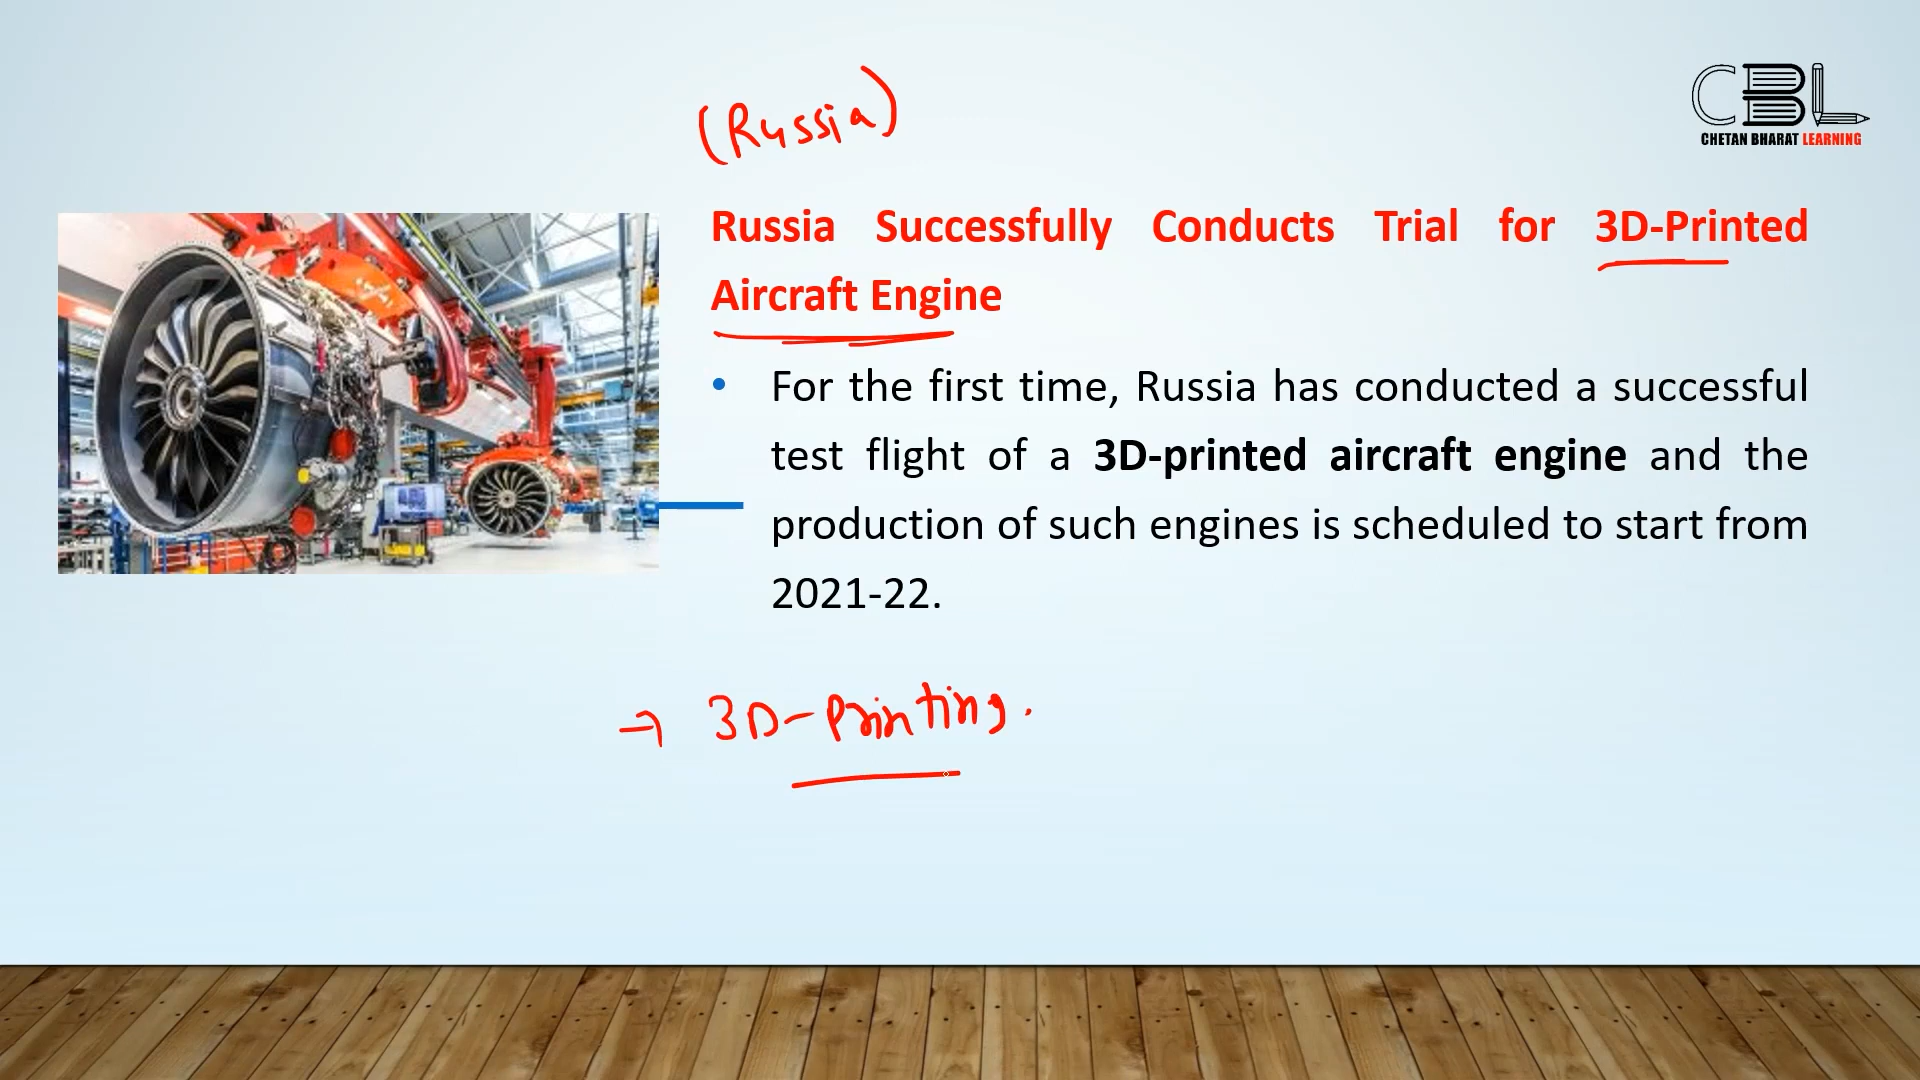 (Russia)
CBL
CHETAN BHARAT LEARNING
Russia Successfully Conducts Trial for 3D-Printed
Aircraft Engine
• For the first time, Russia has conducted a successful
test flight of a 3D-printed aircraft engine and the
production of such engines is scheduled to start from
2021-22.
→ 3D-Printing.